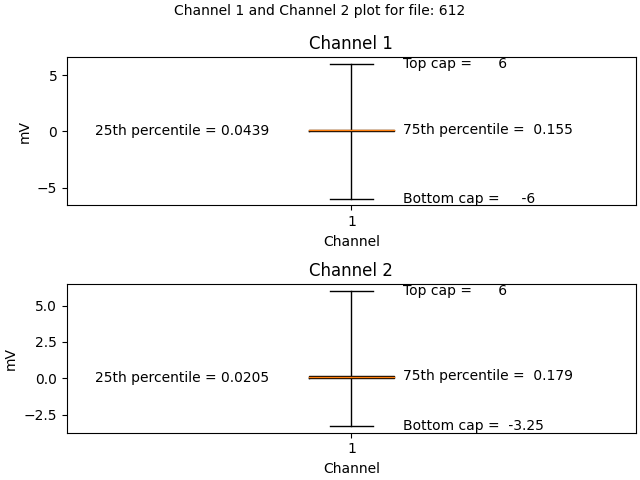 Channel 1 and Channel 2 plot for file: 612
Channel 1
Top cap = 6
5
25th percentile = 0.0439
0
75th percentile = 0.155
mV
−5
Bottom cap = -6
1
Channel
Channel 2
Top cap = 6
5.0
2.5
mV
25th percentile = 0.0205
0.0
75th percentile = 0.179
−2.5
Bottom cap = -3.25
1
Channel